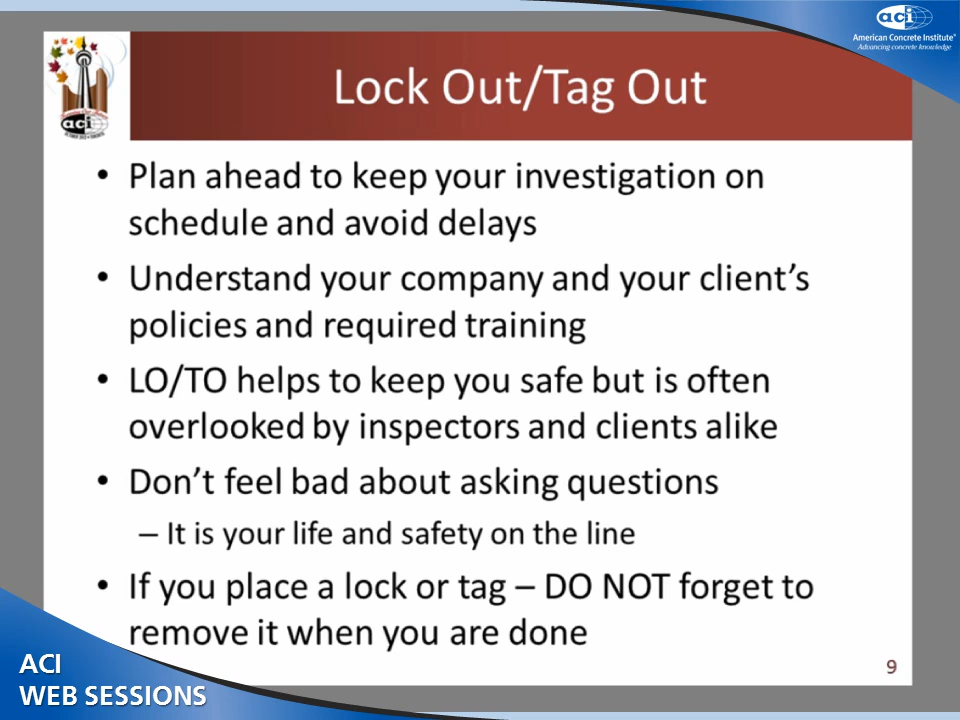 aci
American Concrete Institute®
Advancing concrete knowledge
aci
Lock Out/Tag Out
• Plan ahead to keep your investigation on
schedule and avoid delays
• Understand your company and your client's
policies and required training
• LO/TO helps to keep you safe but is often
overlooked by inspectors and clients alike
• Don't feel bad about asking questions
– It is your life and safety on the line
• If you place a lock or tag – DO NOT forget to
remove it when you are done
9
ACI
WEB SESSIONS